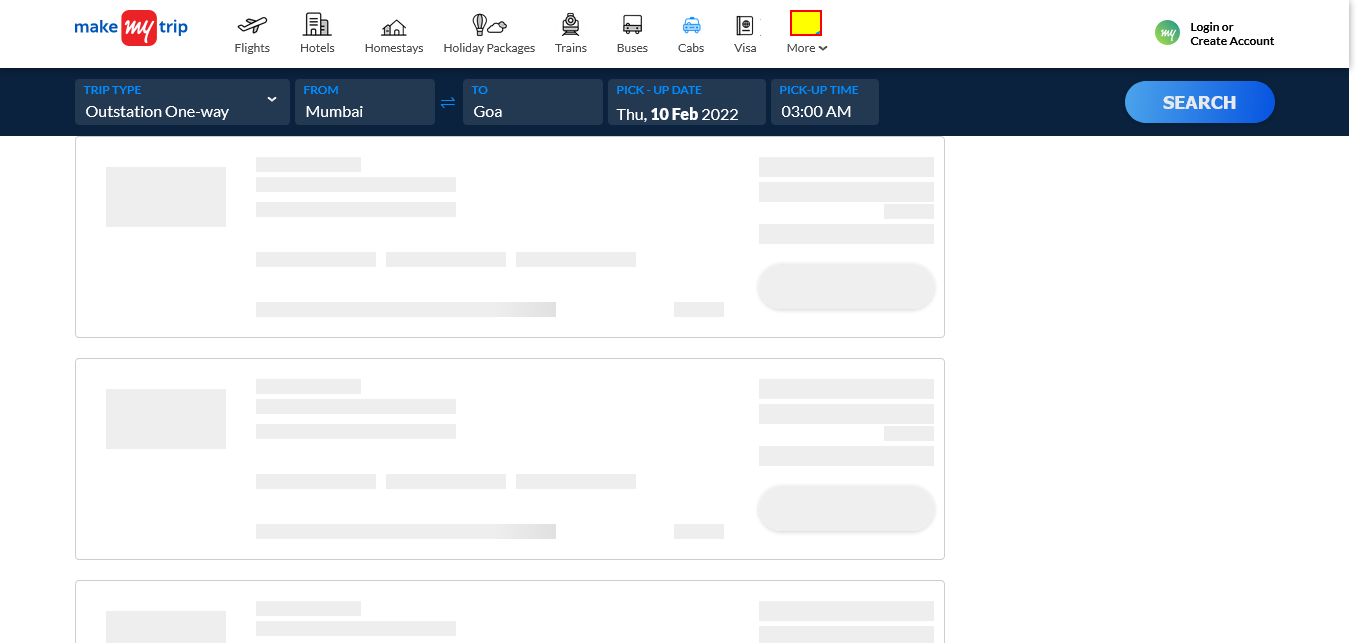 make my trip
Flights
Hotels
Homestays
Holiday Packages
Trains
Buses
Cabs
Visa
More
my
Login or
Create Account
TRIP TYPE
Outstation One-way
FROM
Mumbai
TO
Goa
PICK - UP DATE
Thu, 10 Feb 2022
PICK-UP TIME
03:00 AM
SEARCH